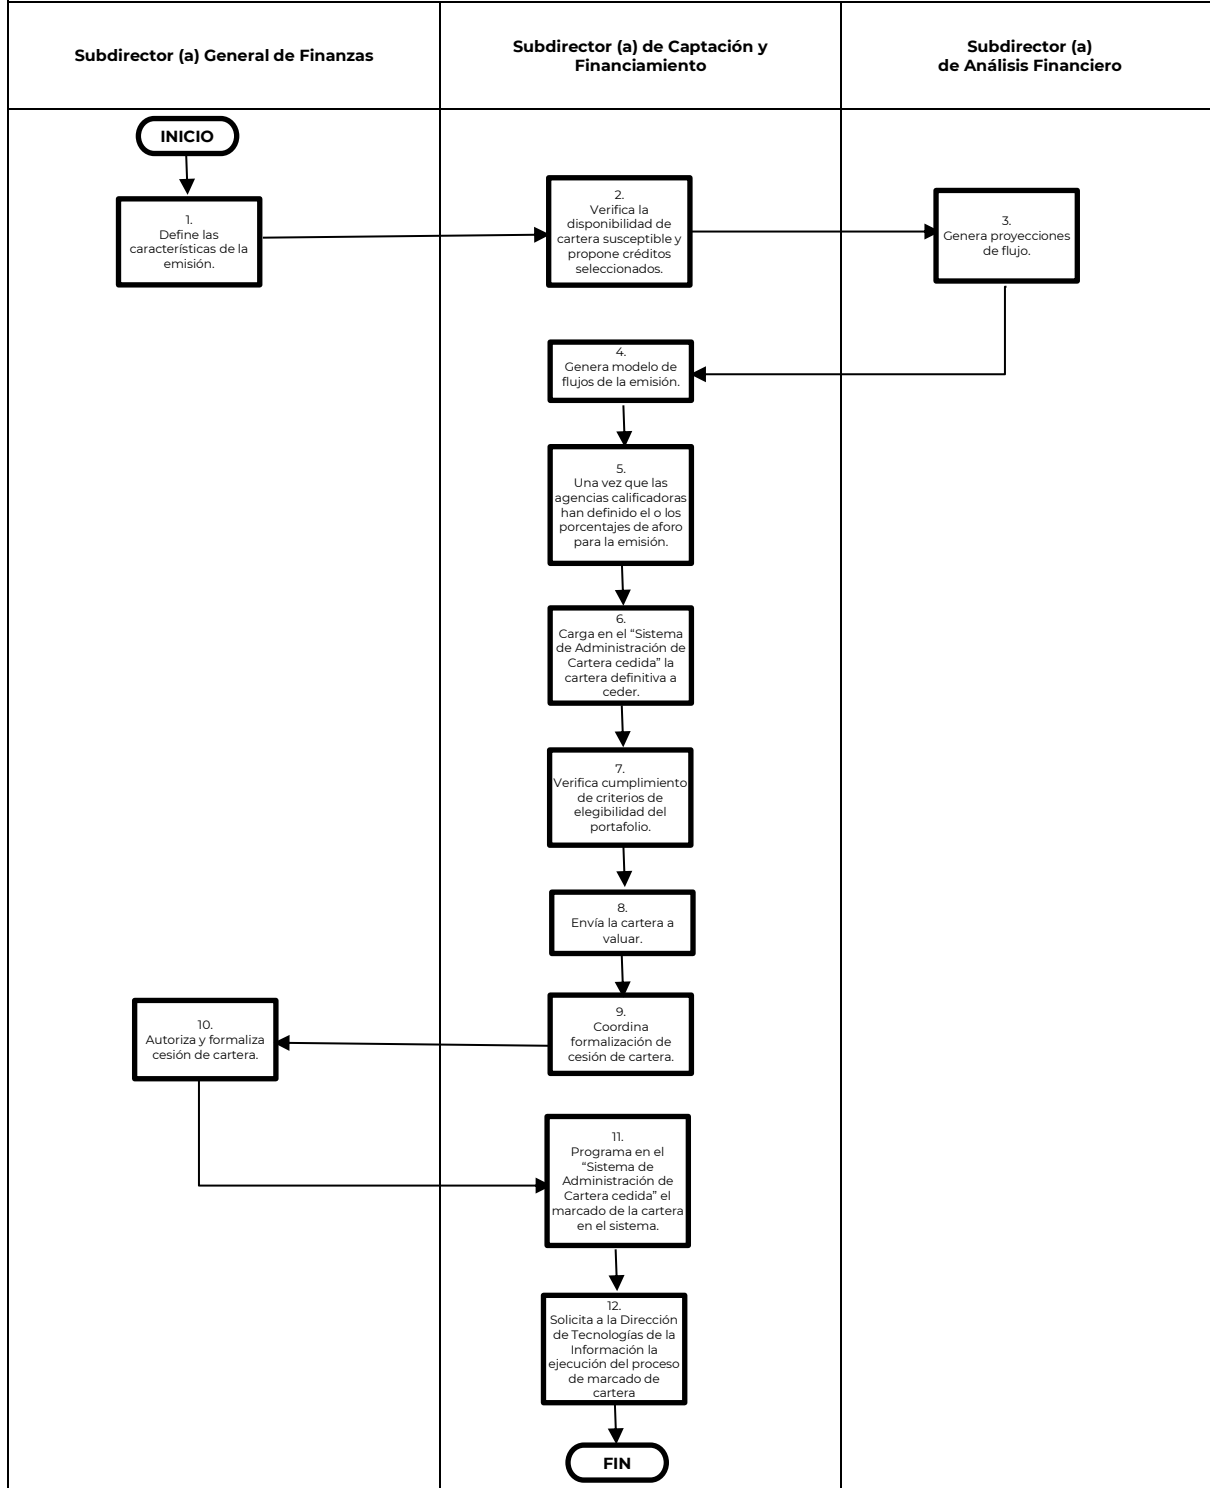 Subdirector (a) General de Finanzas
Subdirector (a) de Captación y
Financiamiento
Subdirector (a)
de Análisis Financiero
INICIO
1.
Define las
características de la
emisión.
2.
Verifica la
disponibilidad de
cartera susceptible y
propone créditos
seleccionados.
3.
Genera proyecciones
de flujo.
4.
Genera modelo de
flujos de la emisión.
5.
Una vez que las
agencias calificadoras
han definido el o los
porcentajes de aforo
para la emisión.
6.
Carga en el “Sistema
de Administración de
Cartera cedida” la
cartera definitiva a
ceder.
7.
Verifica cumplimiento
de criterios de
elegibilidad del
portafolio.
8.
Envía la cartera a
valuar.
9.
Coordina
formalización de
cesión de cartera.
10.
Autoriza y formaliza
cesión de cartera.
11.
Programa en el
“Sistema de
Administración de
Cartera cedida” el
marcado de la cartera
en el sistema.
12.
Solicita a la Dirección
de Tecnologías de la
Información la
ejecución del proceso
de marcado de
cartera
FIN